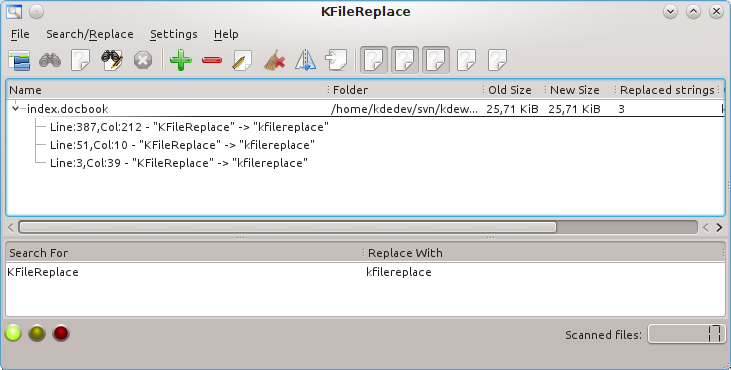 KFileReplace
File Search/Replace Settings Help
Name Folder Old Size New Size Replaced strings
index.docbook /home/kdedev/svn/kdew... 25,71 KiB 25,71 KiB 3
Line:387,Col:212 - "KFileReplace" -> "kfilereplace"
Line:51,Col:10 - "KFileReplace" -> "kfilereplace"
Line:3,Col:39 - "KFileReplace" -> "kfilereplace"
Search For Replace With
KFileReplace kfilereplace
Scanned files: 17